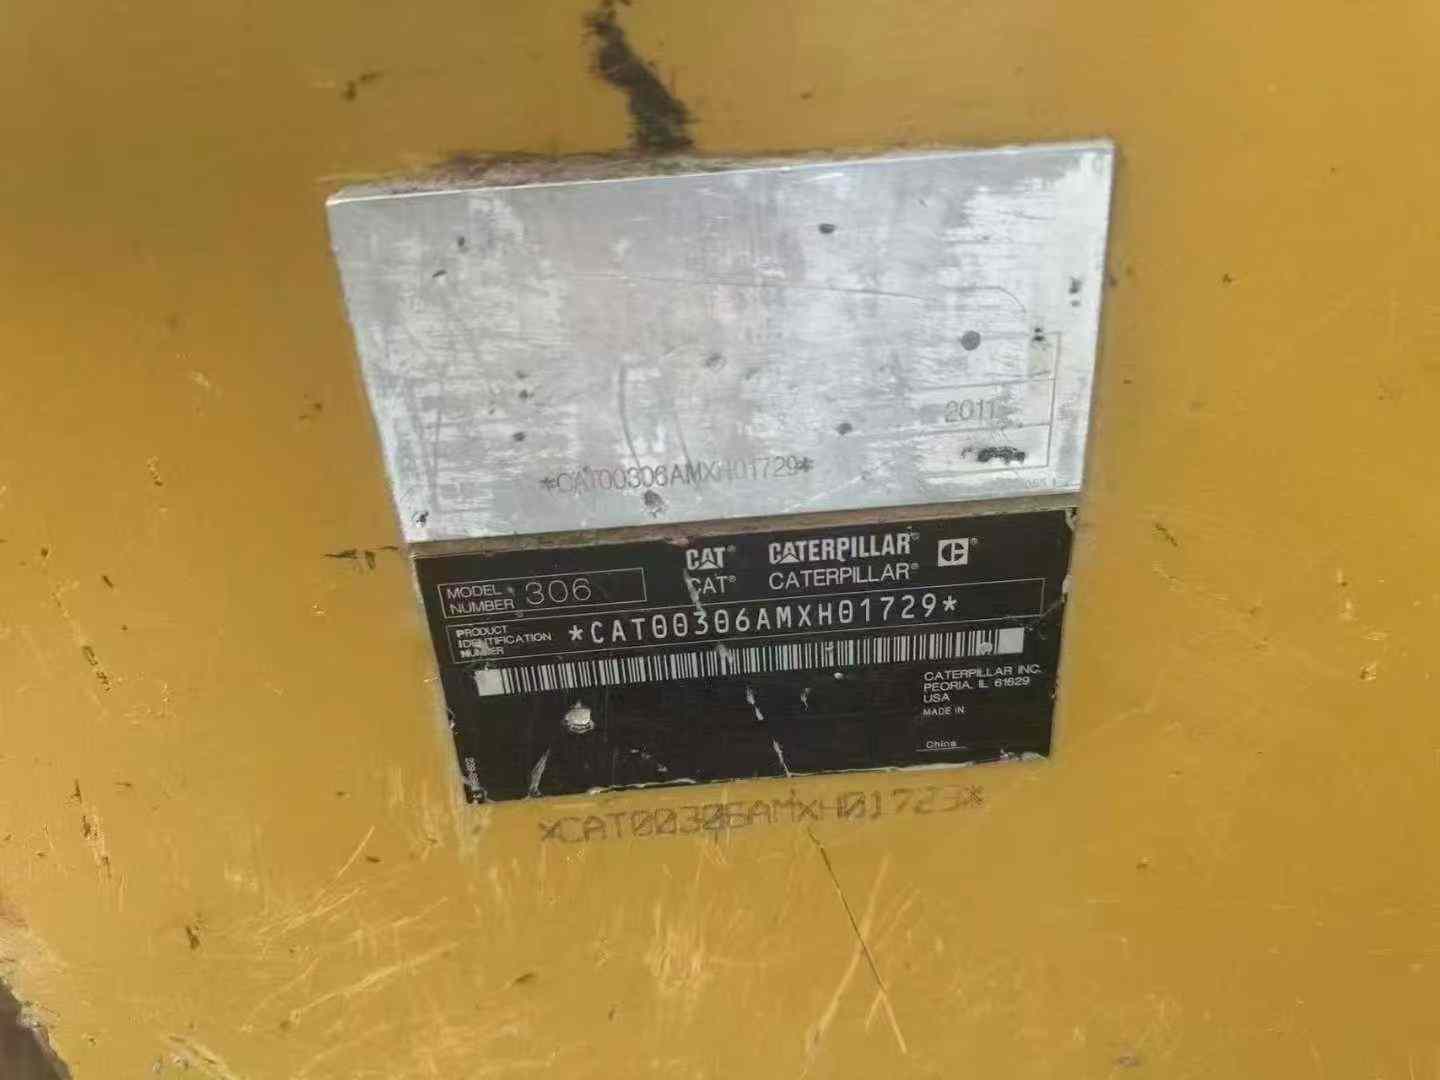 2011
*CAT00306AMXH01729*
CAT® CATERPILLAR®
CAT® CATERPILLAR®
MODEL NUMBER 306
PRODUCT IDENTIFICATION NUMBER *CAT00306AMXH01729*
CATERPILLAR INC.
PEORIA, IL 61629
USA
MADE IN
China
*CAT00306AMXH01729*